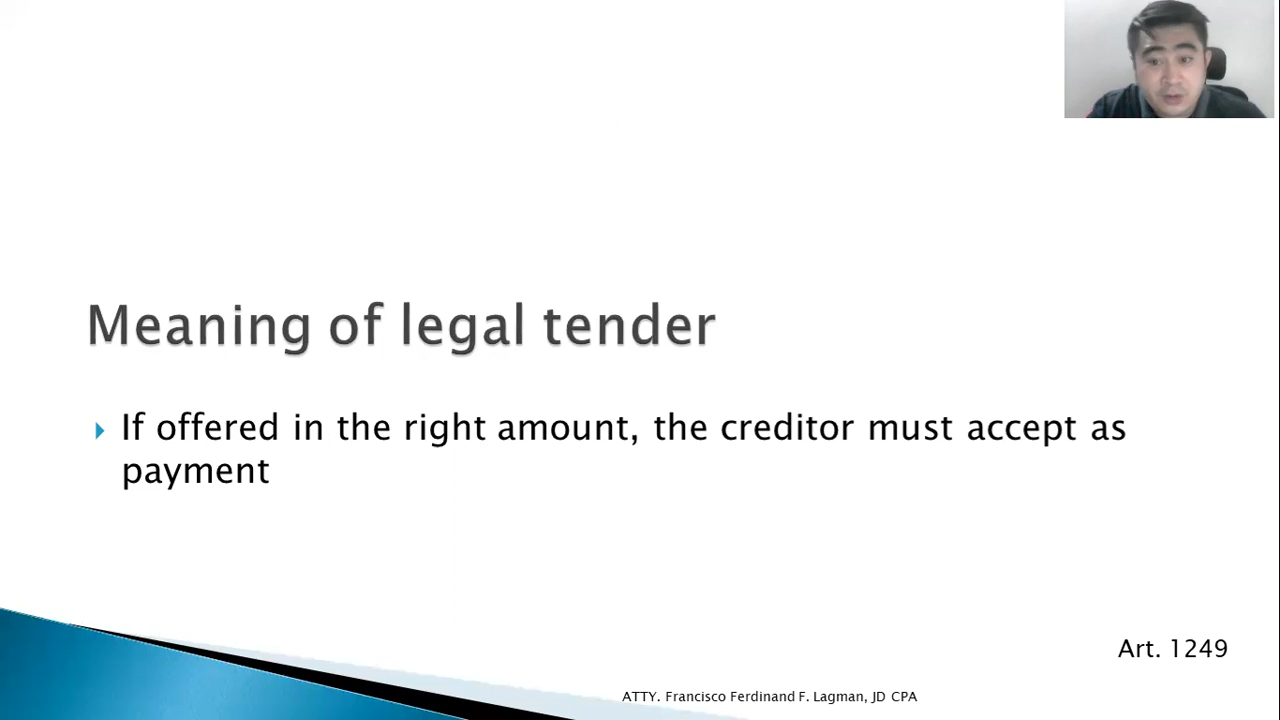 Meaning of legal tender
If offered in the right amount, the creditor must accept as
payment
Art. 1249
ATTY. Francisco Ferdinand F. Lagman, JD CPA